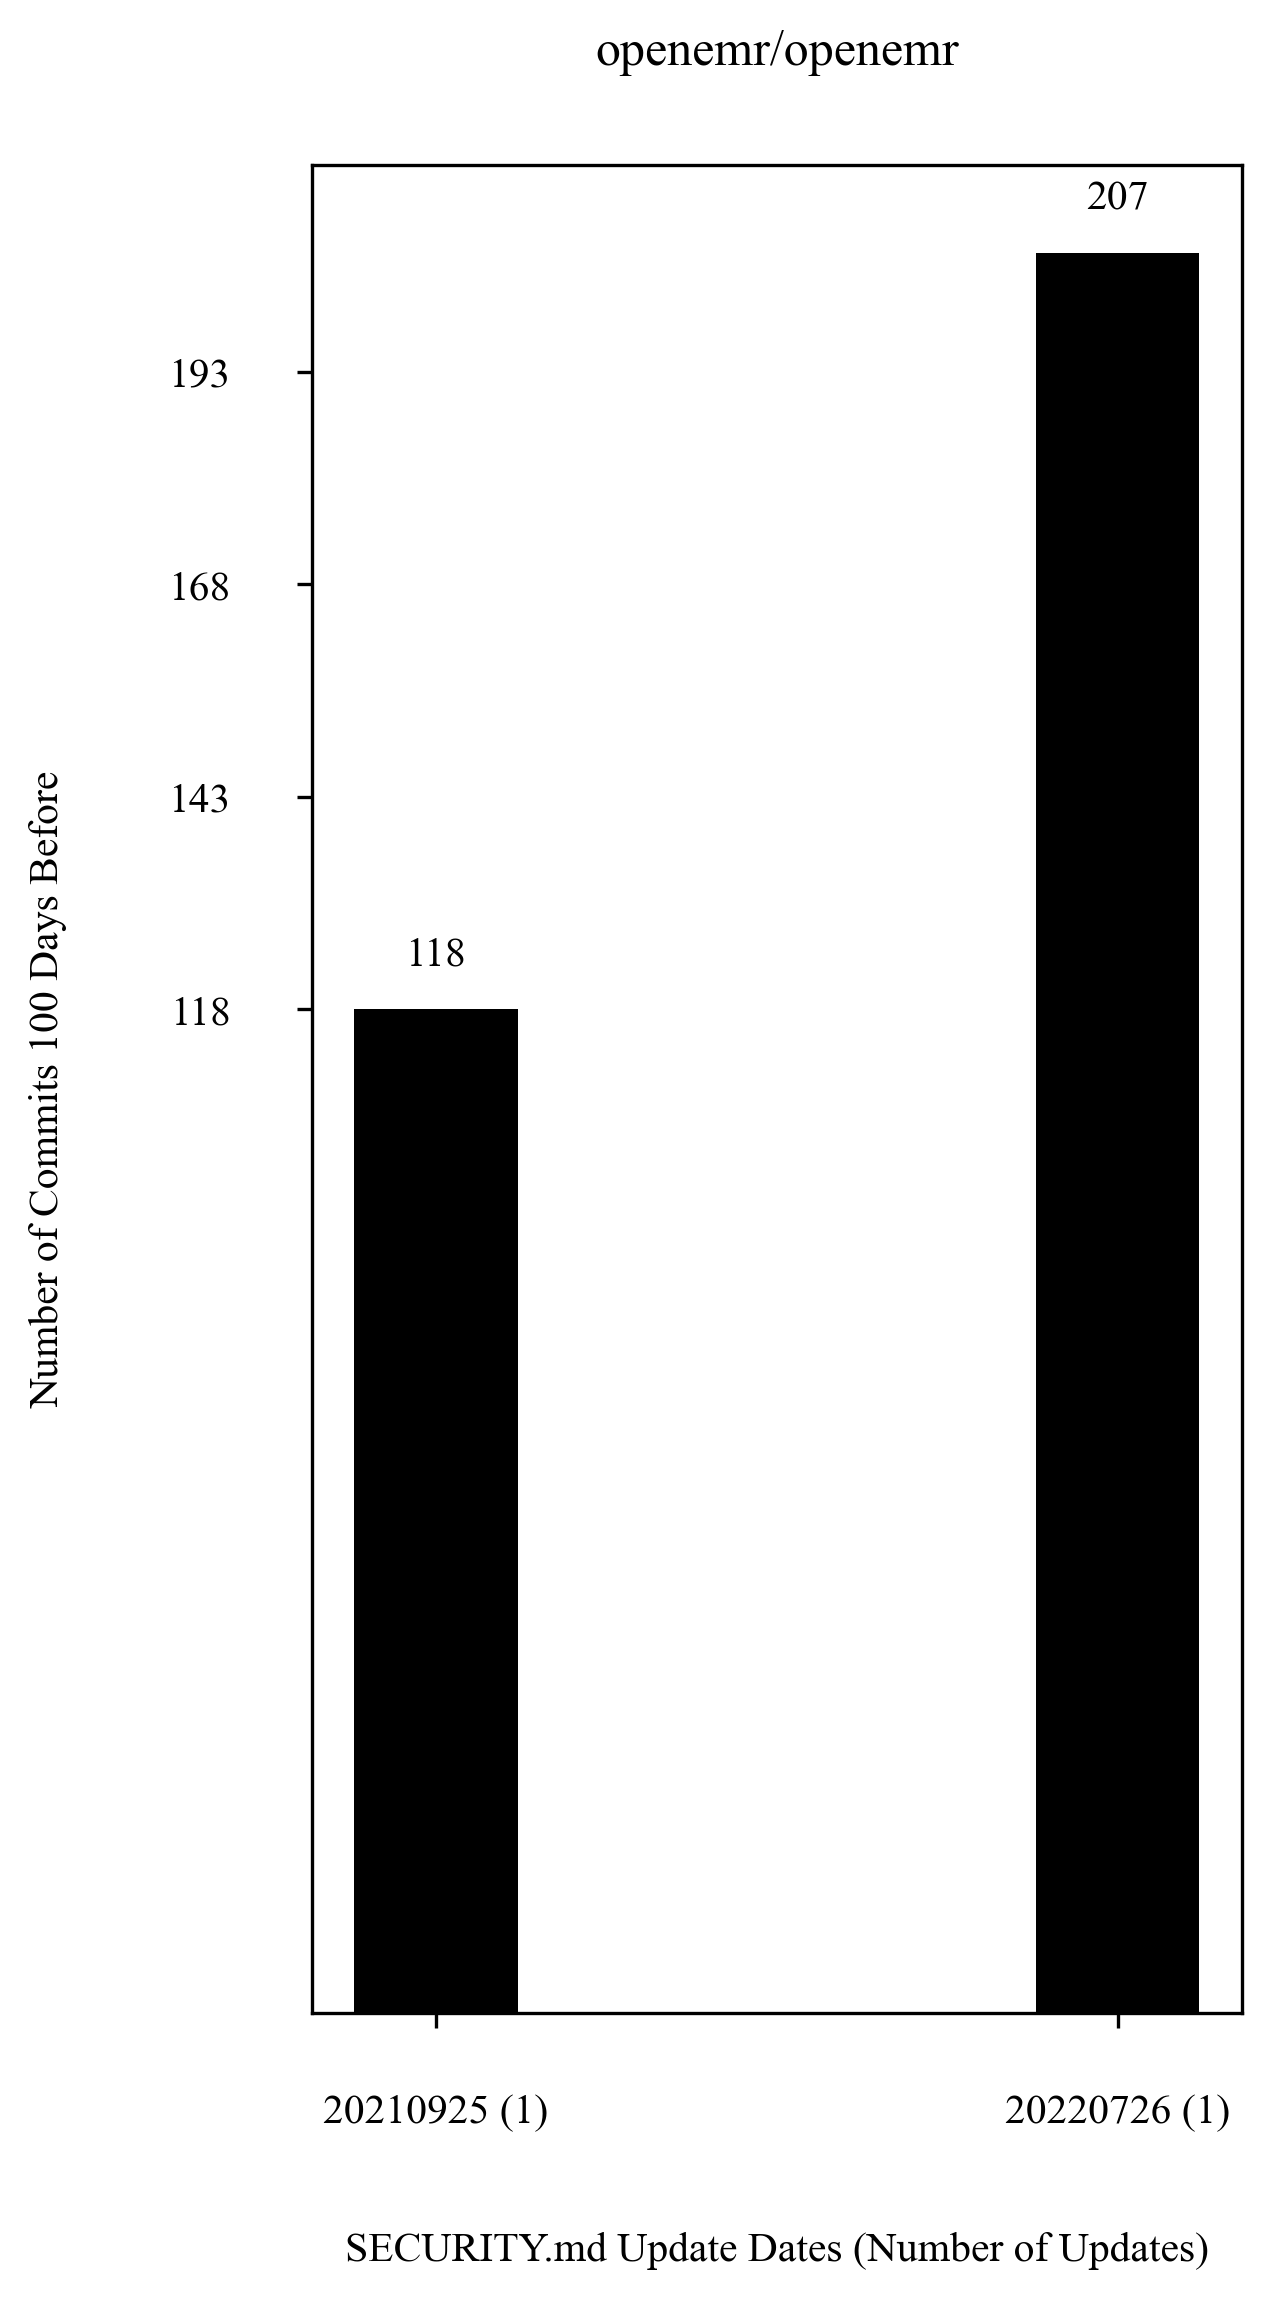 openemr/openemr
207
193
168
143
118
118
Number of Commits 100 Days Before
20210925 (1)
20220726 (1)
SECURITY.md Update Dates (Number of Updates)